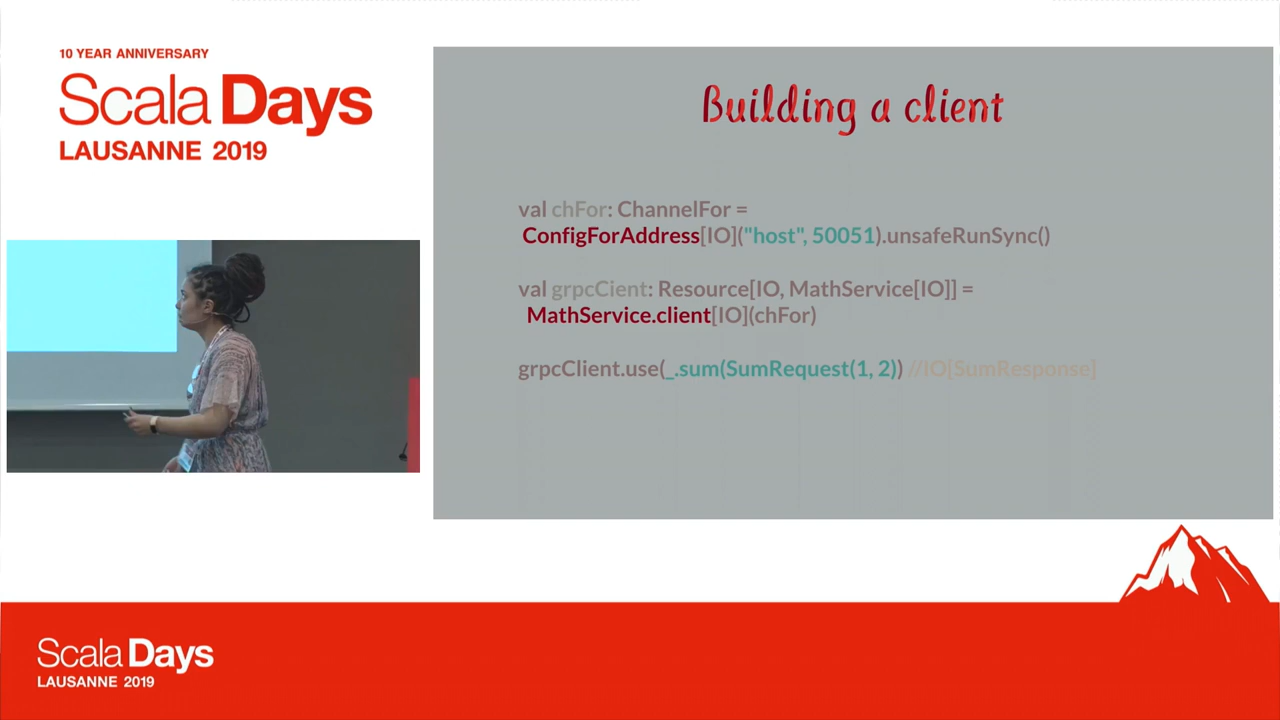 10 YEAR ANNIVERSARY
Scala Days
LAUSANNE 2019
Building a client
val chFor: ChannelFor =
ConfigForAddress[IO]("host", 50051).unsafeRunSync()
val grpcCient: Resource[IO, MathService[IO]] =
MathService.client[IO](chFor)
grpcClient.use(_.sum(SumRequest(1, 2)) //IO[SumResponse]
Scala Days
LAUSANNE 2019